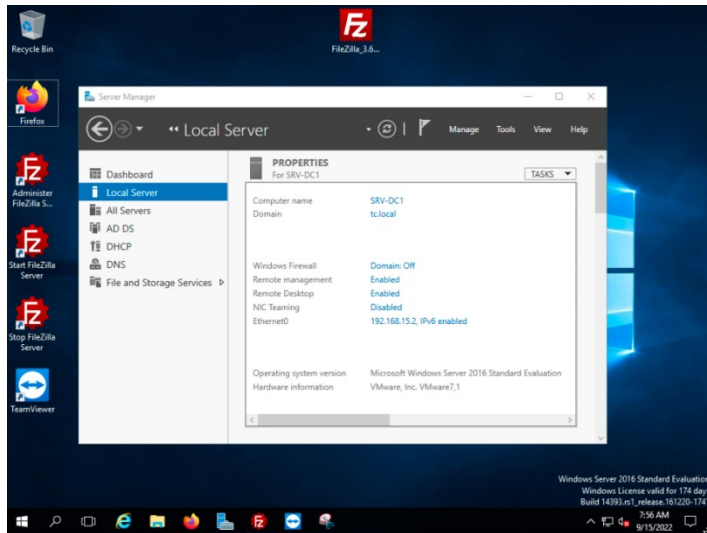 Recycle Bin
FileZilla_3.6...
Firefox
Administer
FileZilla S...
Start FileZilla
Server
Stop FileZilla
Server
TeamViewer
Server Manager
Local Server
Manage Tools View Help
Dashboard
Local Server
All Servers
AD DS
DHCP
DNS
File and Storage Services
PROPERTIES
For SRV-DC1
TASKS
Computer name SRV-DC1
Domain tc.local
Windows Firewall Domain: Off
Remote management Enabled
Remote Desktop Enabled
NIC Teaming Disabled
Ethernet0 192.168.15.2, IPv6 enabled
Operating system version Microsoft Windows Server 2016 Standard Evaluation
Hardware information VMware, Inc. VMware7,1
Windows Server 2016 Standard Evaluation
Windows License valid for 174 day
Build 14393.rs1_release.161220-174
7:56 AM
9/15/2022